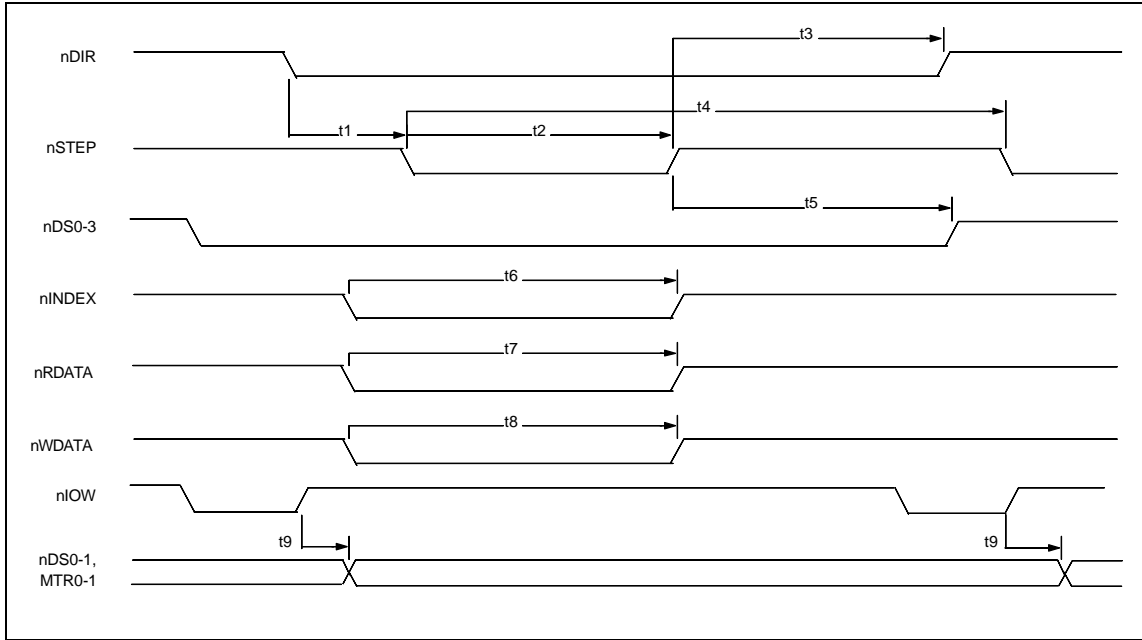 t3
nDIR
t4
t1
t2
nSTEP
t5
nDS0-3
t6
nINDEX
t7
nRDATA
t8
nWDATA
nIOW
t9
t9
nDS0-1,
MTR0-1